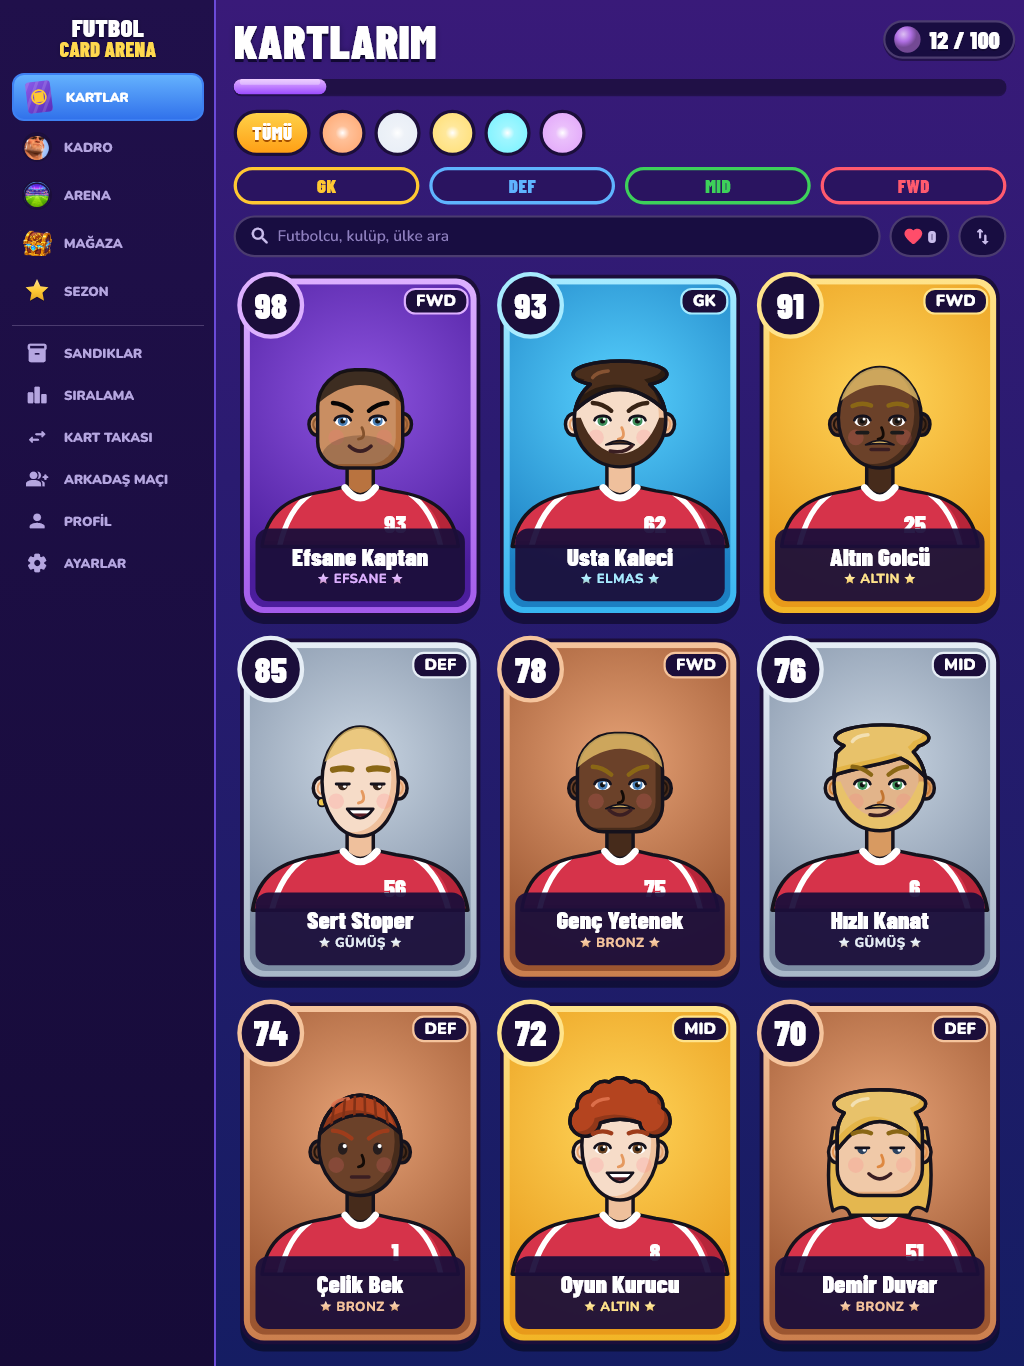 FUTBOL
CARD ARENA
KARTLAR
KADRO
ARENA
MAĞAZA
SEZON
SANDIKLAR
SIRALAMA
KART TAKASI
ARKADAŞ MAÇI
PROFİL
AYARLAR
KARTLARIM
12 / 100
TÜMÜ
GK
DEF
MID
FWD
Futbolcu, kulüp, ülke ara
0
98
FWD
93
Efsane Kaptan
★ EFSANE ★
93
GK
62
Usta Kaleci
★ ELMAS ★
91
FWD
25
Altın Golcü
★ ALTIN ★
85
DEF
56
Sert Stoper
★ GÜMÜŞ ★
78
FWD
75
Genç Yetenek
★ BRONZ ★
76
MID
6
Hızlı Kanat
★ GÜMÜŞ ★
74
DEF
1
Çelik Bek
★ BRONZ ★
72
MID
8
Oyun Kurucu
★ ALTIN ★
70
DEF
51
Demir Duvar
★ BRONZ ★